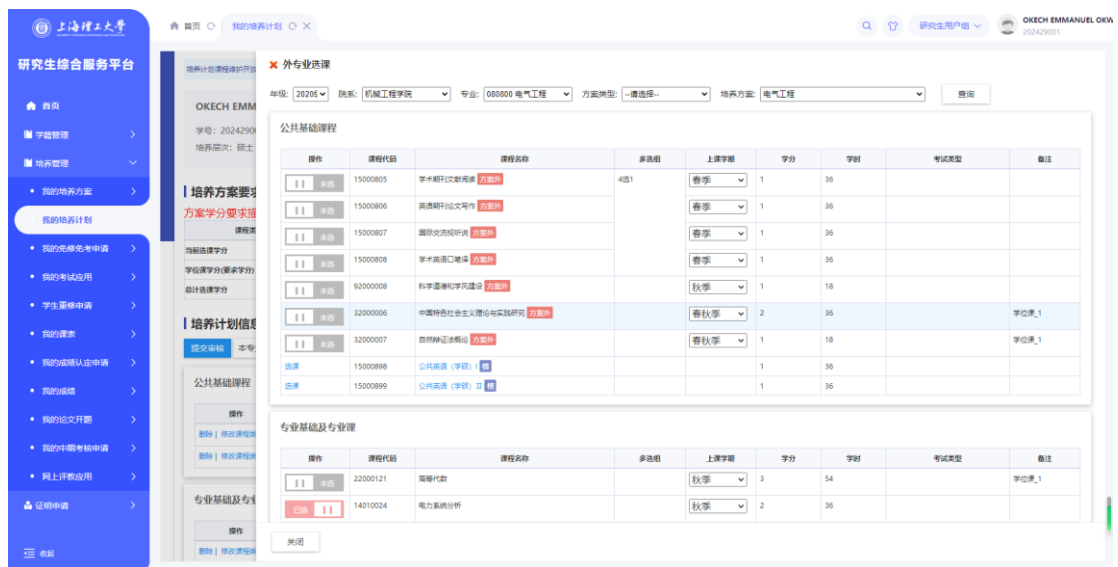 上海理工大学
首页
我的培养计划
研究生用户组
OKECH EMMANUEL OKW
202429001
研究生综合服务平台
首页
学籍管理
培养管理
我的培养方案
我的培养计划
我的免修免考申请
我的考试应用
学生重修申请
我的课表
我的成绩认定申请
我的成绩
我的论文开题
我的中期考核申请
网上评教应用
证明申请
收起
培养计划课程维护开放
OKECH EMM
学号：20242900
培养层次：硕士
培养方案要求
方案学分要求描
课程类
当前选课学分
学位课学分(要求学分)
总计选课学分
培养计划信息
提交审核 本专
公共基础课程
操作
删除 | 修改课程类
删除 | 修改课程类
专业基础及专业
操作
删除 | 修改课程类
外专业选课
年级: 2020 院系: 机械工程学院 专业: 080800 电气工程 方案类型: --请选择-- 培养方案: 电气工程 查询
公共基础课程
操作 课程代码 课程名称 多选组 上课学期 学分 学时 考试类型 备注
未选 15000805 学术期刊文献阅读 方案外 4选1 春季 1 36
未选 15000806 英语期刊论文写作 方案外 春季 1 36
未选 15000807 国际交流视听说 方案外 春季 1 36
未选 15000808 学术英语口笔译 方案外 春季 1 36
未选 92000008 科学道德和学风建设 方案外 秋季 1 18
未选 32000006 中国特色社会主义理论与实践研究 方案外 春秋季 2 36 学位课_1
未选 32000007 自然辩证法概论 方案外 春秋季 1 18 学位课_1
选课 15000898 公共英语（学硕）I 1 36
选课 15000899 公共英语（学硕）II 1 36
专业基础及专业课
操作 课程代码 课程名称 多选组 上课学期 学分 学时 考试类型 备注
未选 22000121 高等代数 秋季 3 54 学位课_1
已选 14010024 电力系统分析 秋季 2 36
关闭